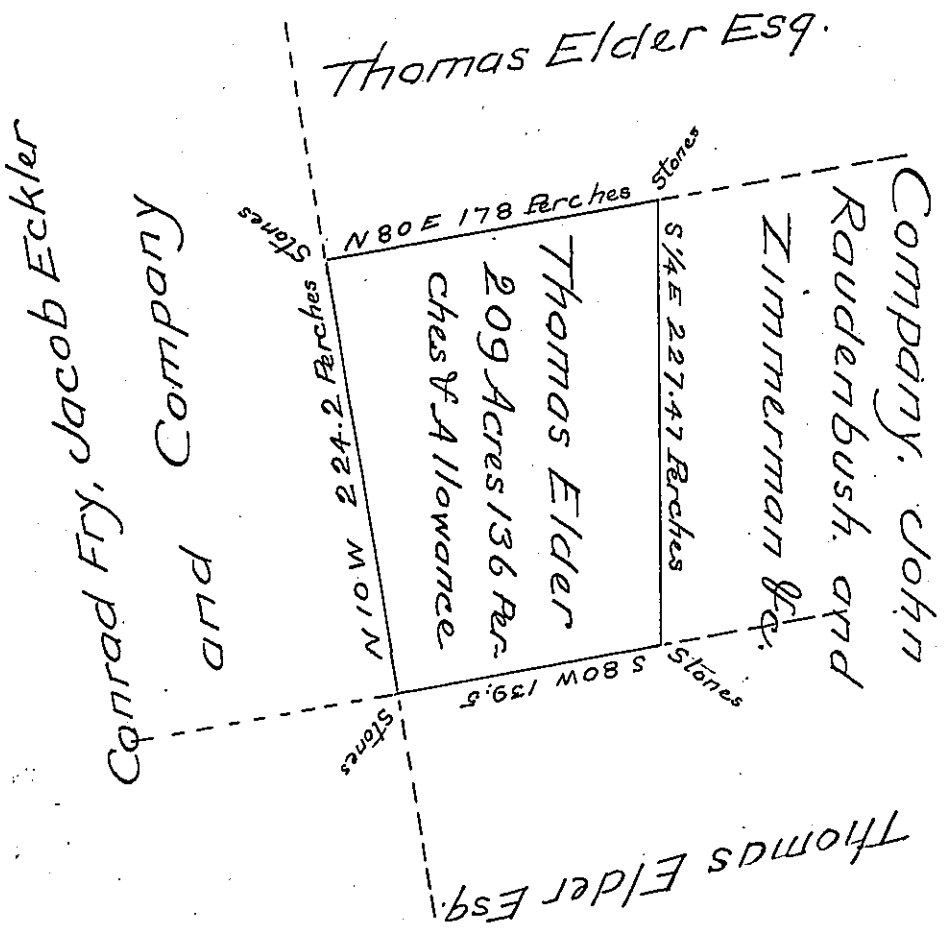 Thomas Elder Esq.
Conrad Fry, Jacob Eckler
and Company
Company, John
Raudenbush, and
Zimmerman &c.
Stones
Stones
N 80 E 178 Perches
S 1/4 E 227.47 Perches
Thomas Elder
209 Acres 136 Per-
ches & Allowance
N 10 W 224.2 Perches
S 80 W 139.5
Stones
Stones
Thomas Elder Esq.